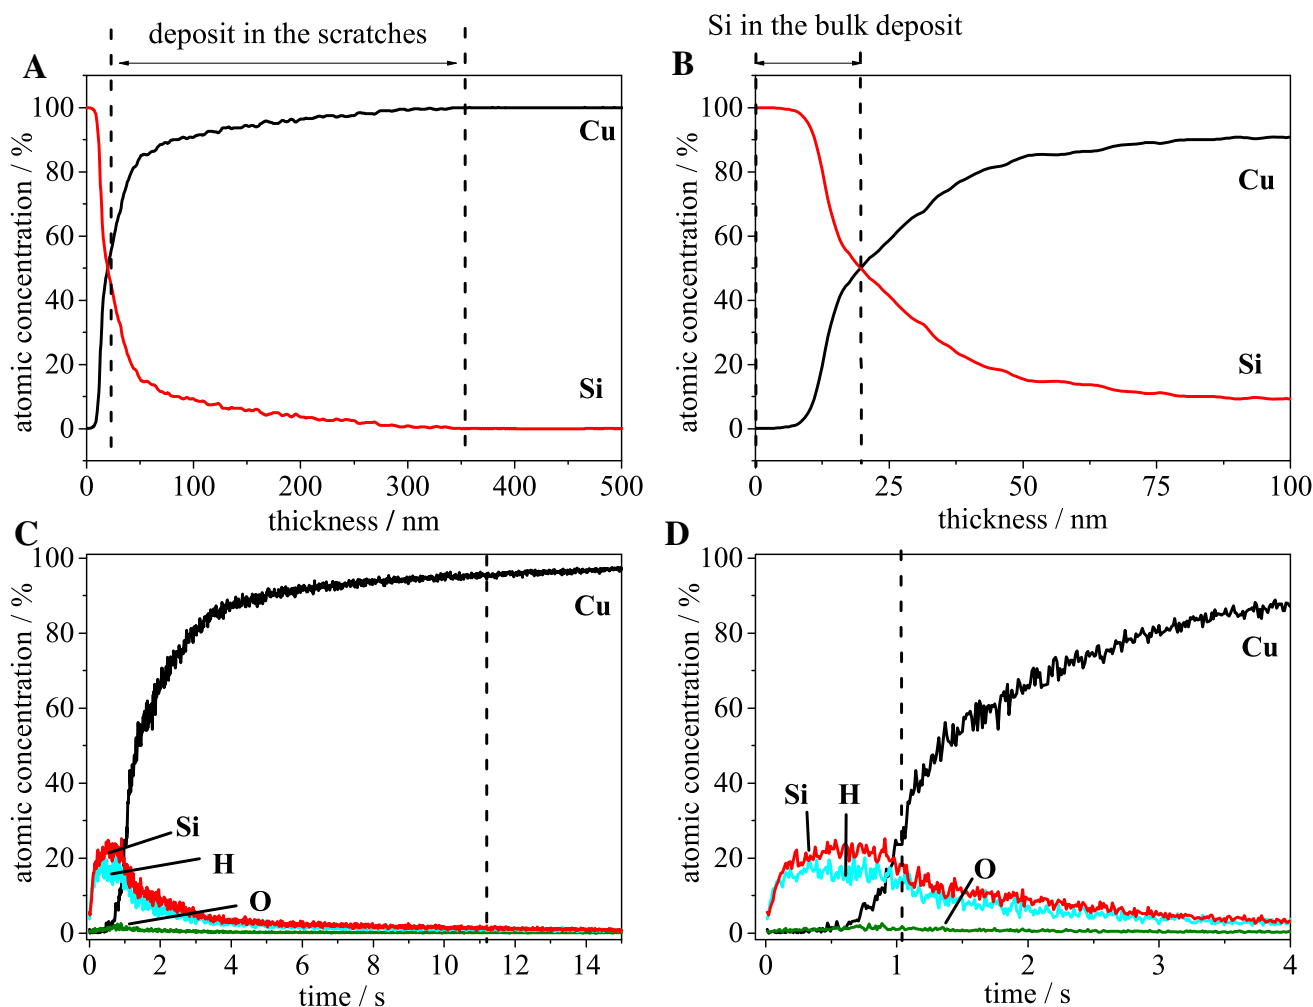 deposit in the scratches
Si in the bulk deposit
A
100
80
60
40
20
0
atomic concentration / %
Cu
Si
0 100 200 300 400 500
thickness / nm
B
100
80
60
40
20
0
atomic concentration / %
Cu
Si
0 25 50 75 100
thickness / nm
C
100
80
60
40
20
0
atomic concentration / %
Cu
Si
H
O
0 2 4 6 8 10 12 14
time / s
D
100
80
60
40
20
0
atomic concentration / %
Cu
Si H
O
0 1 2 3 4
time / s